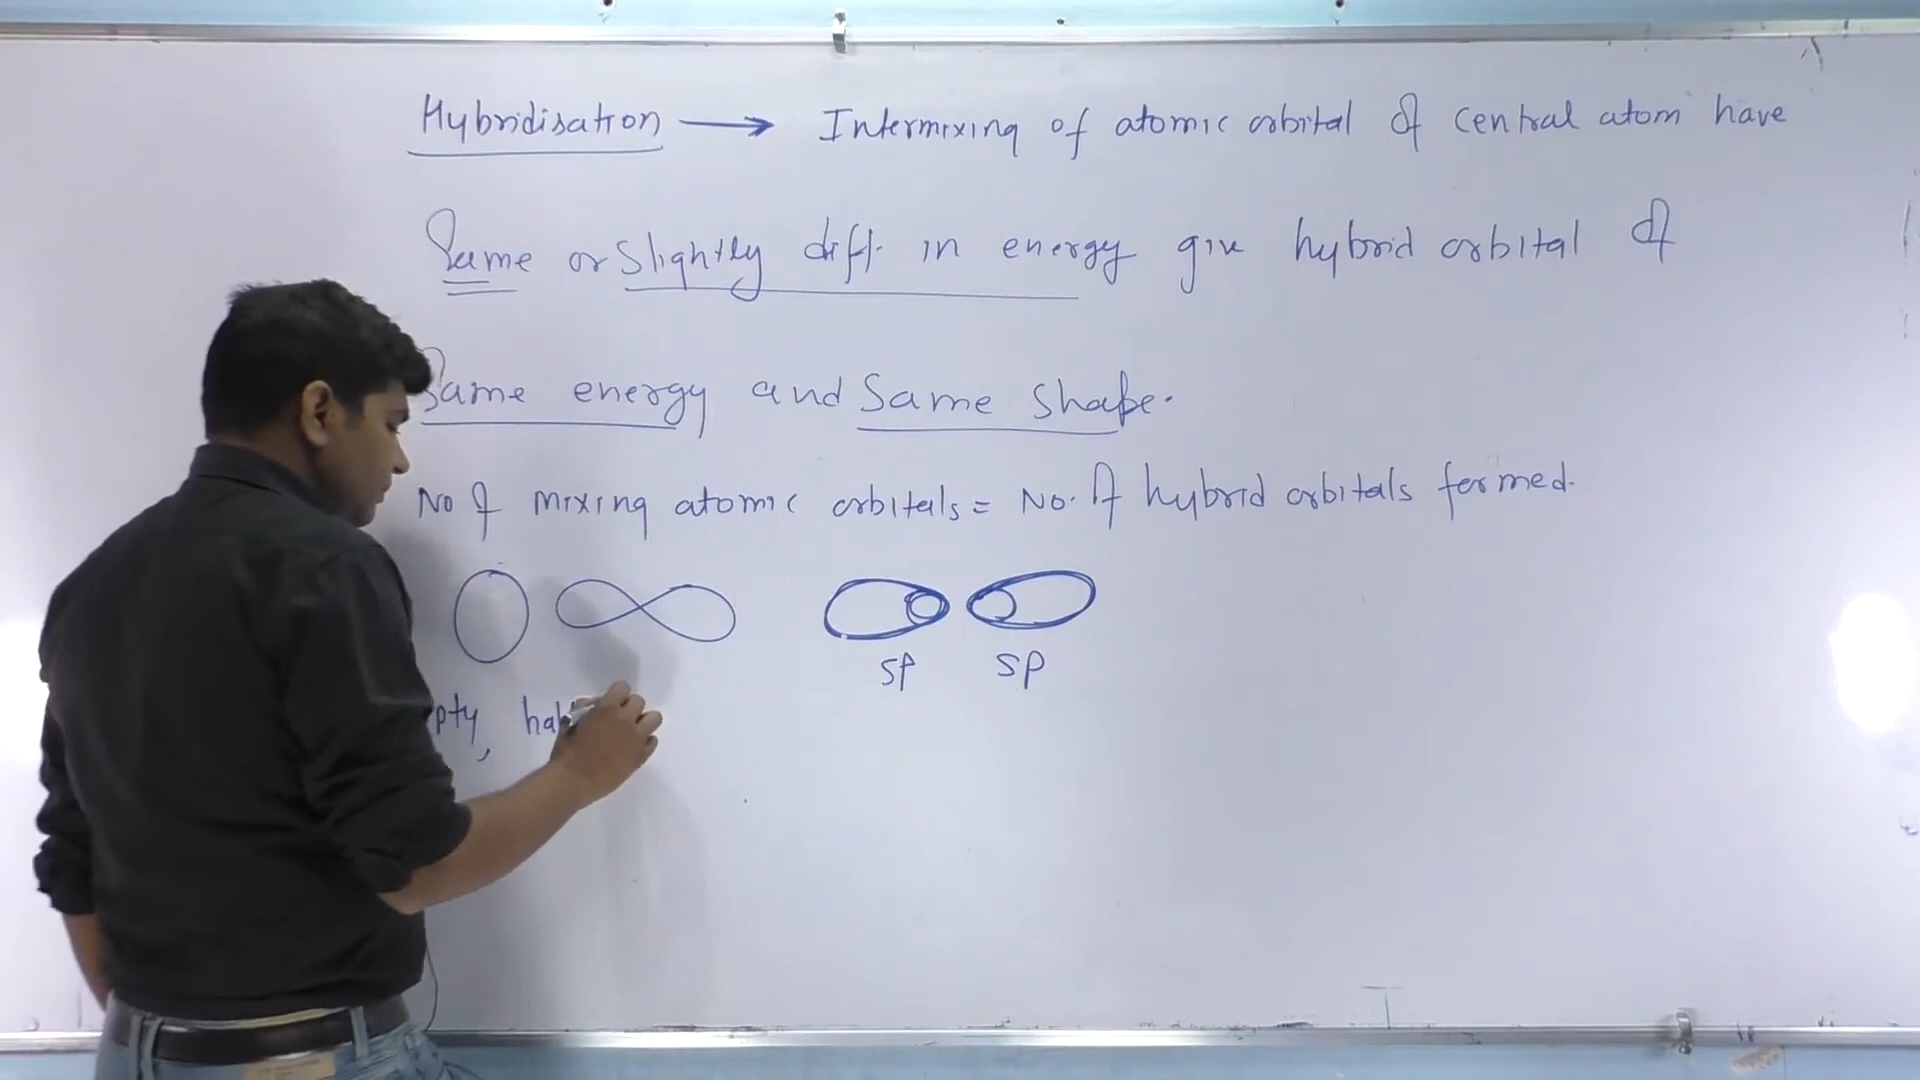 Hybridisation → Intermixing of atomic orbital of central atom have
Same or slightly diff. in energy give hybrid orbital of
Same energy and Same shape.
No of mixing atomic orbitals = No. of hybrid orbitals formed.
sp sp
pty, hal